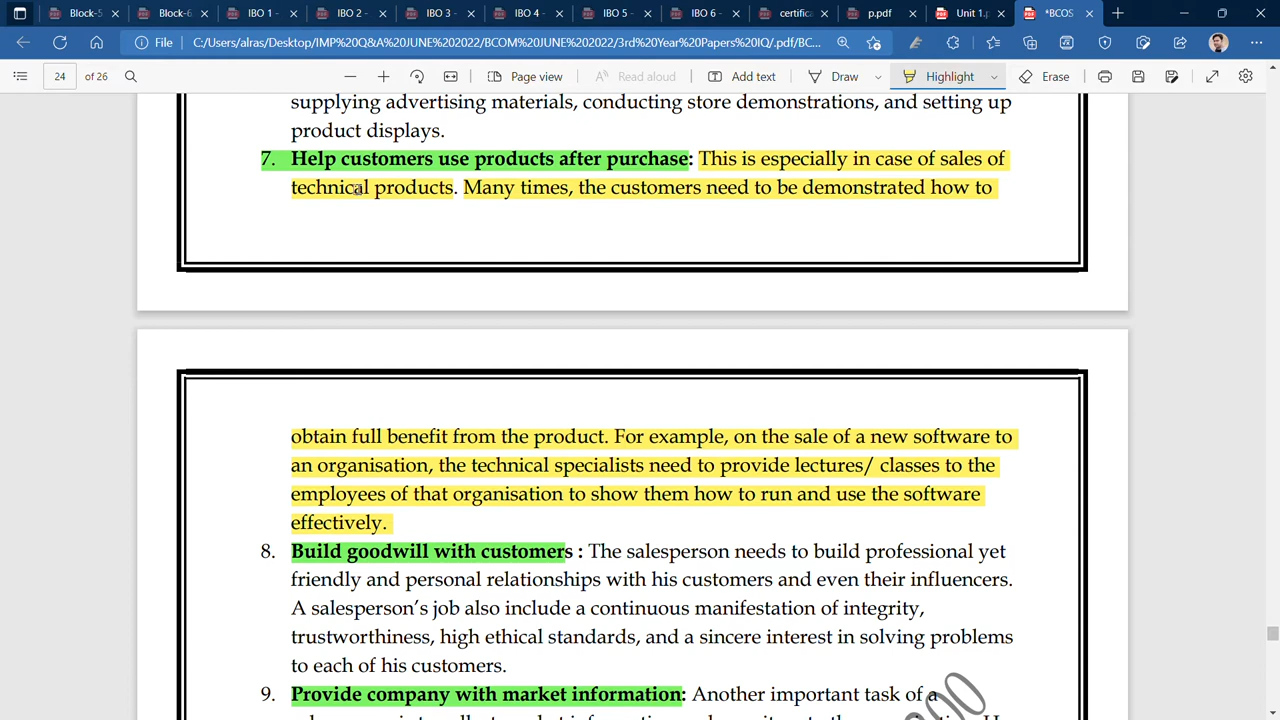 Block-5
Block-6
IBO 1 -
IBO 2 -
IBO 3 -
IBO 4 -
IBO 5 -
IBO 6 -
certifica
p.pdf
Unit 1.p
*BCOS
File
C:/Users/alras/Desktop/IMP%20Q&A%20JUNE%202022/BCOM%20JUNE%202022/3rd%20Year%20Papers%20IQ/.pdf/BC...
24 of 26
Page view
Read aloud
Add text
Draw
Highlight
Erase
supplying advertising materials, conducting store demonstrations, and setting up
product displays.
7. Help customers use products after purchase: This is especially in case of sales of
technical products. Many times, the customers need to be demonstrated how to
obtain full benefit from the product. For example, on the sale of a new software to
an organisation, the technical specialists need to provide lectures/ classes to the
employees of that organisation to show them how to run and use the software
effectively.
8. Build goodwill with customers : The salesperson needs to build professional yet
friendly and personal relationships with his customers and even their influencers.
A salesperson's job also include a continuous manifestation of integrity,
trustworthiness, high ethical standards, and a sincere interest in solving problems
to each of his customers.
9. Provide company with market information: Another important task of a